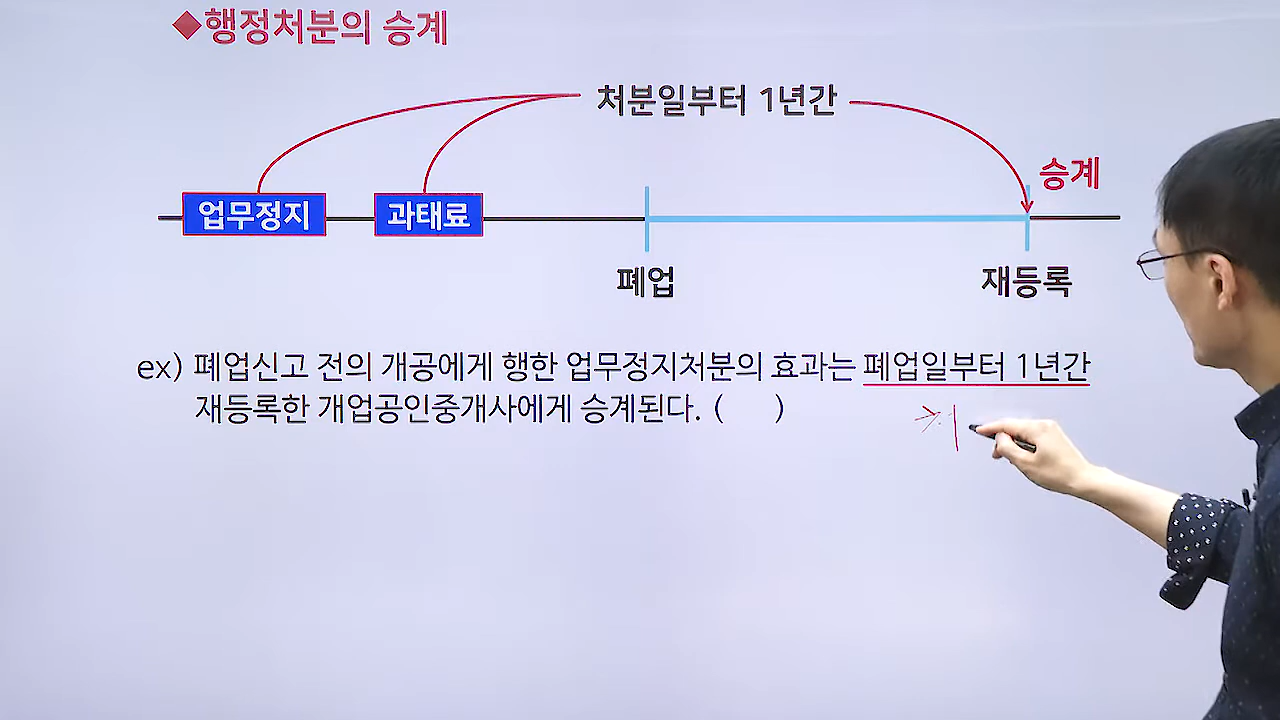 ◆행정처분의 승계
처분일부터 1년간
승계
업무정지
과태료
폐업
재등록
ex) 폐업신고 전의 개공에게 행한 업무정지처분의 효과는 폐업일부터 1년간
재등록한 개업공인중개사에게 승계된다. ( )